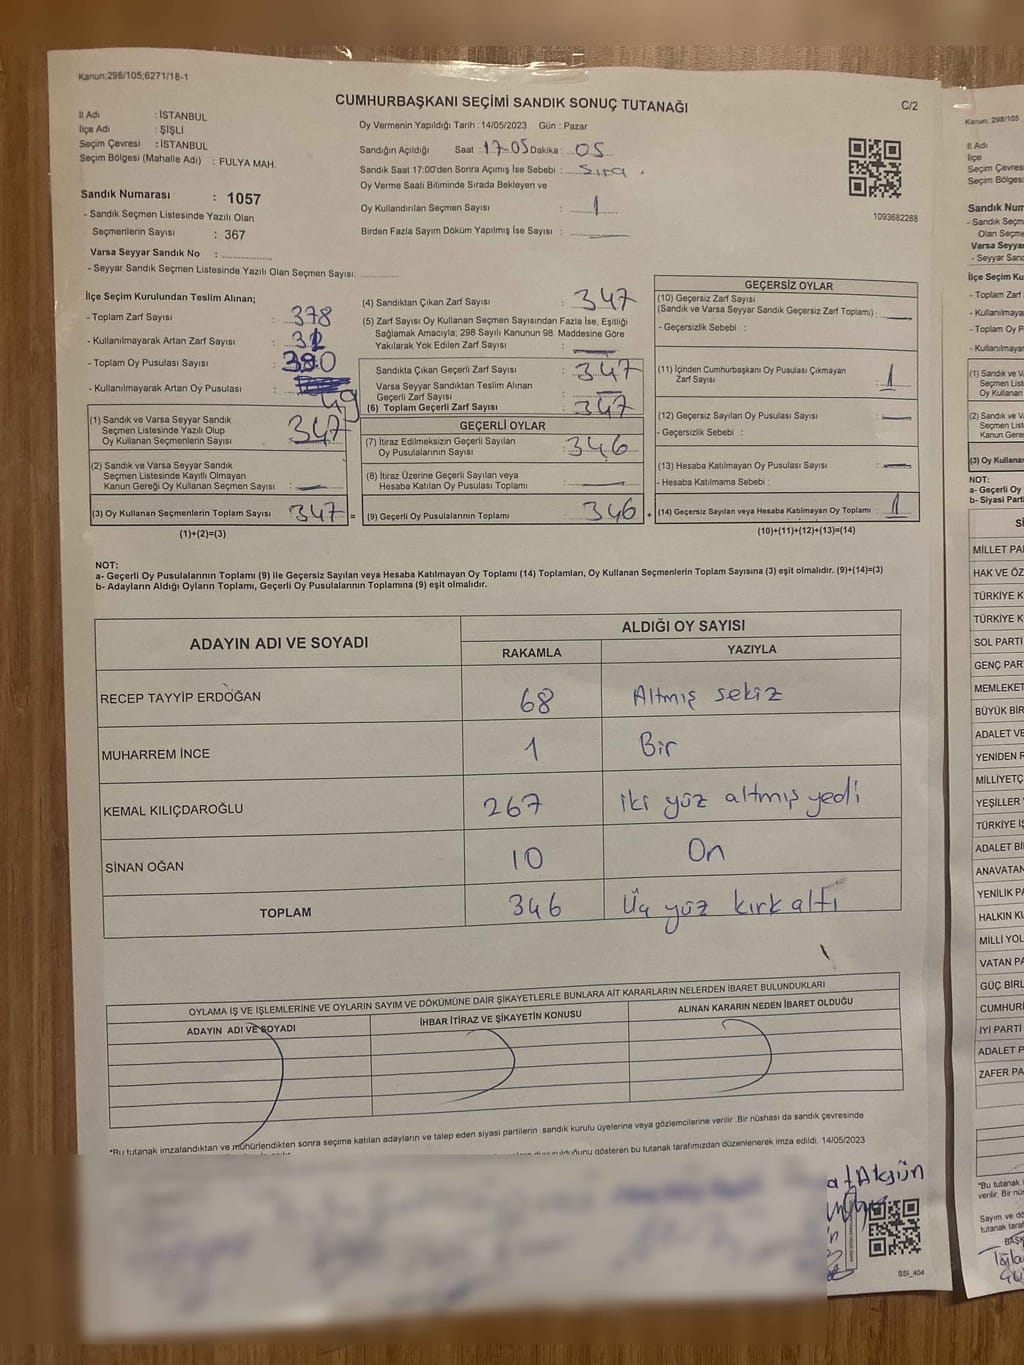 Kanun;298/105;6271/18-1
CUMHURBAŞKANI SEÇİMİ SANDIK SONUÇ TUTANAĞI
C/2
İl Adı : İSTANBUL
İlçe Adı : ŞİŞLİ
Seçim Çevresi : İSTANBUL
Seçim Bölgesi (Mahalle Adı) : FULYA MAH.
Sandık Numarası : 1057
- Sandık Seçmen Listesinde Yazılı Olan
Seçmenlerin Sayısı : 367
Varsa Seyyar Sandık No : ................
- Seyyar Sandık Seçmen Listesinde Yazılı Olan Seçmen Sayısı: ............
Oy Vermenin Yapıldığı Tarih : 14/05/2023 Gün : Pazar
Sandığın Açıldığı Saat : 17.05 Dakika : 05
Sandık Saat 17:00'den Sonra Açımış İse Sebebi : Sıra.
Oy Verme Saati Bitiminde Sırada Bekleyen ve
Oy Kullandırılan Seçmen Sayısı : 1
Birden Fazla Sayım Döküm Yapılmış İse Sayısı : —
1093682288
İlçe Seçim Kurulundan Teslim Alınan;
- Toplam Zarf Sayısı : 378
- Kullanılmayarak Artan Zarf Sayısı :
- Toplam Oy Pusulası Sayısı : 380
- Kullanılmayarak Artan Oy Pusulası : 49
(1) Sandık ve Varsa Seyyar Sandık
Seçmen Listesinde Yazılı Olup
Oy Kullanan Seçmenlerin Sayısı : 347
(2) Sandık ve Varsa Seyyar Sandık
Seçmen Listesinde Kayıtlı Olmayan
Kanun Gereği Oy Kullanan Seçmen Sayısı : —
(3) Oy Kullanan Seçmenlerin Toplam Sayısı 347 =
(1)+(2)=(3)
(4) Sandıktan Çıkan Zarf Sayısı : 347
(5) Zarf Sayısı Oy Kullanan Seçmen Sayısından Fazla İse, Eşitliği
Sağlamak Amacıyla; 298 Sayılı Kanunun 98. Maddesine Göre
Yakılarak Yok Edilen Zarf Sayısı : —
Sandıkta Çıkan Geçerli Zarf Sayısı : 347
Varsa Seyyar Sandıktan Teslim Alınan
Geçerli Zarf Sayısı : —
(6) Toplam Geçerli Zarf Sayısı : 347
GEÇERLİ OYLAR
(7) İtiraz Edilmeksizin Geçerli Sayılan
Oy Pusulalarının Sayısı : 346
(8) İtiraz Üzerine Geçerli Sayılan veya
Hesaba Katılan Oy Pusulası Toplamı : —
(9) Geçerli Oy Pusulalarının Toplamı : 346 +
GEÇERSİZ OYLAR
(10) Geçersiz Zarf Sayısı
(Sandık ve Varsa Seyyar Sandık Geçersiz Zarf Toplamı) : —
- Geçersizlik Sebebi :
(11) İçinden Cumhurbaşkanı Oy Pusulası Çıkmayan
Zarf Sayısı : 1
(12) Geçersiz Sayılan Oy Pusulası Sayısı : —
- Geçersizlik Sebebi :
(13) Hesaba Katılmayan Oy Pusulası Sayısı : —
- Hesaba Katılmama Sebebi :
(14) Geçersiz Sayılan veya Hesaba Katılmayan Oy Toplamı : 1
(10)+(11)+(12)+(13)=(14)
NOT:
a- Geçerli Oy Pusulalarının Toplamı (9) ile Geçersiz Sayılan veya Hesaba Katılmayan Oy Toplamı (14) Toplamları, Oy Kullanan Seçmenlerin Toplam Sayısına (3) eşit olmalıdır. (9)+(14)=(3)
b- Adayların Aldığı Oyların Toplamı, Geçerli Oy Pusulalarının Toplamına (9) eşit olmalıdır.
ADAYIN ADI VE SOYADI
ALDIĞI OY SAYISI
RAKAMLA YAZIYLA
RECEP TAYYİP ERDOĞAN 68 Altmış sekiz
MUHARREM İNCE 1 Bir
KEMAL KILIÇDAROĞLU 267 iki yüz altmış yedi
SİNAN OĞAN 10 On
TOPLAM 346 Üç yüz kırk altı
OYLAMA İŞ VE İŞLEMLERİNE VE OYLARIN SAYIM VE DÖKÜMÜNE DAİR ŞİKAYETLERLE BUNLARA AİT KARARLARIN NELERDEN İBARET BULUNDUKLARI
ADAYIN ADI VE SOYADI
İHBAR İTİRAZ VE ŞİKAYETİN KONUSU
ALINAN KARARIN NEDEN İBARET OLDUĞU
*Bu tutanak imzalandıktan ve mühürlendikten sonra seçime katılan adayların ve talep eden siyasi partilerin sandık kurulu üyelerine veya gözlemcilerine verilir .Bir nüshası da sandık çevresinde
gösteren bu tutanak tarafımızdan düzenlenerek imza edildi. 14/05/2023
Akgün
SSI_404
Kanun: 298/105
İl Adı
İlçe
Seçim Çevres
Seçim Bölges
Sandık Num
- Sandık Seçm
Olan Seçme
Varsa Seyya
- Seyyar Sand
İlçe Seçim Ku
- Toplam Zarf
- Kullanılmaya
- Toplam Oy P
- Kullanılmaya
(1) Sandık ve Va
Seçmen List
Oy Kullanan
(2) Sandık ve Va
Seçmen List
Kanun Gere
(3) Oy Kullana
NOT:
a- Geçerli Oy
b- Siyasi Part
Sİ
MİLLET PA
HAK VE ÖZ
TÜRKİYE K
TÜRKİYE K
SOL PARTİ
GENÇ PAR
MEMLEKET
BÜYÜK BİR
ADALET VE
YENİDEN R
MİLLİYETÇ
YEŞİLLER
TÜRKİYE İŞ
ADALET Bİ
ANAVATAN
YENİLİK PA
HALKIN KU
MİLLİ YOL
VATAN PA
GÜÇ BİRL
CUMHURİ
İYİ PARTİ
ADALET P
ZAFER PA
*Bu tutanak
verilir. Bir nü
Sayım ve dö
tutanak tara
BAŞK